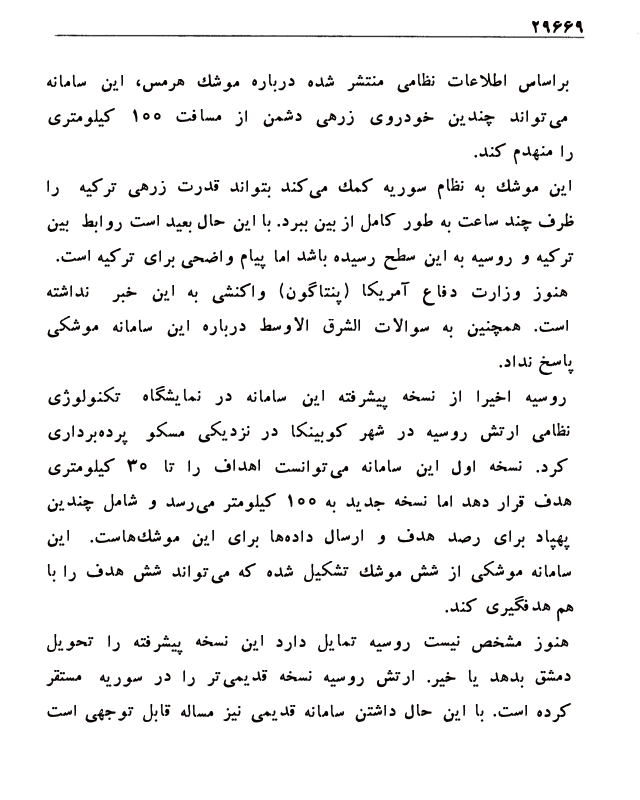 ۲۹۶۶۹
براساس اطلاعات نظامی منتشر شده درباره موشك هرمس، این سامانه
می‌تواند چندین خودروی زرهی دشمن از مسافت ۱۰۰ کیلومتری
را منهدم کند.
این موشك به نظام سوریه کمك می‌کند بتواند قدرت زرهی ترکیه را
ظرف چند ساعت به طور کامل از بین ببرد. با این حال بعید است روابط بین
ترکیه و روسیه به این سطح رسیده باشد اما پیام واضحی برای ترکیه است.
هنوز وزارت دفاع آمریکا (پنتاگون) واکنشی به این خبر نداشته
است. همچنین به سوالات الشرق الاوسط درباره این سامانه موشکی
پاسخ نداد.
روسیه اخیرا از نسخه پیشرفته این سامانه در نمایشگاه تکنولوژی
نظامی ارتش روسیه در شهر کوبینکا در نزدیکی مسکو پرده‌برداری
کرد. نسخه اول این سامانه می‌توانست اهداف را تا ۳۰ کیلومتری
هدف قرار دهد اما نسخه جدید به ۱۰۰ کیلومتر می‌رسد و شامل چندین
پهپاد برای رصد هدف و ارسال داده‌ها برای این موشك‌هاست. این
سامانه موشکی از شش موشك تشکیل شده که می‌تواند شش هدف را با
هم هدفگیری کند.
هنوز مشخص نیست روسیه تمایل دارد این نسخه پیشرفته را تحویل
دمشق بدهد یا خیر. ارتش روسیه نسخه قدیمی‌تر را در سوریه مستقر
کرده است. با این حال داشتن سامانه قدیمی نیز مساله قابل توجهی است